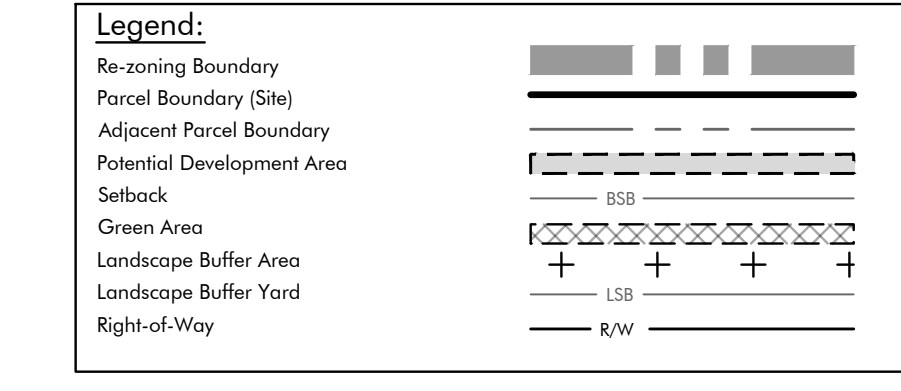 Legend:
Re-zoning Boundary
Parcel Boundary (Site)
Adjacent Parcel Boundary
Potential Development Area
Setback BSB
Green Area
Landscape Buffer Area
Landscape Buffer Yard LSB
Right-of-Way R/W